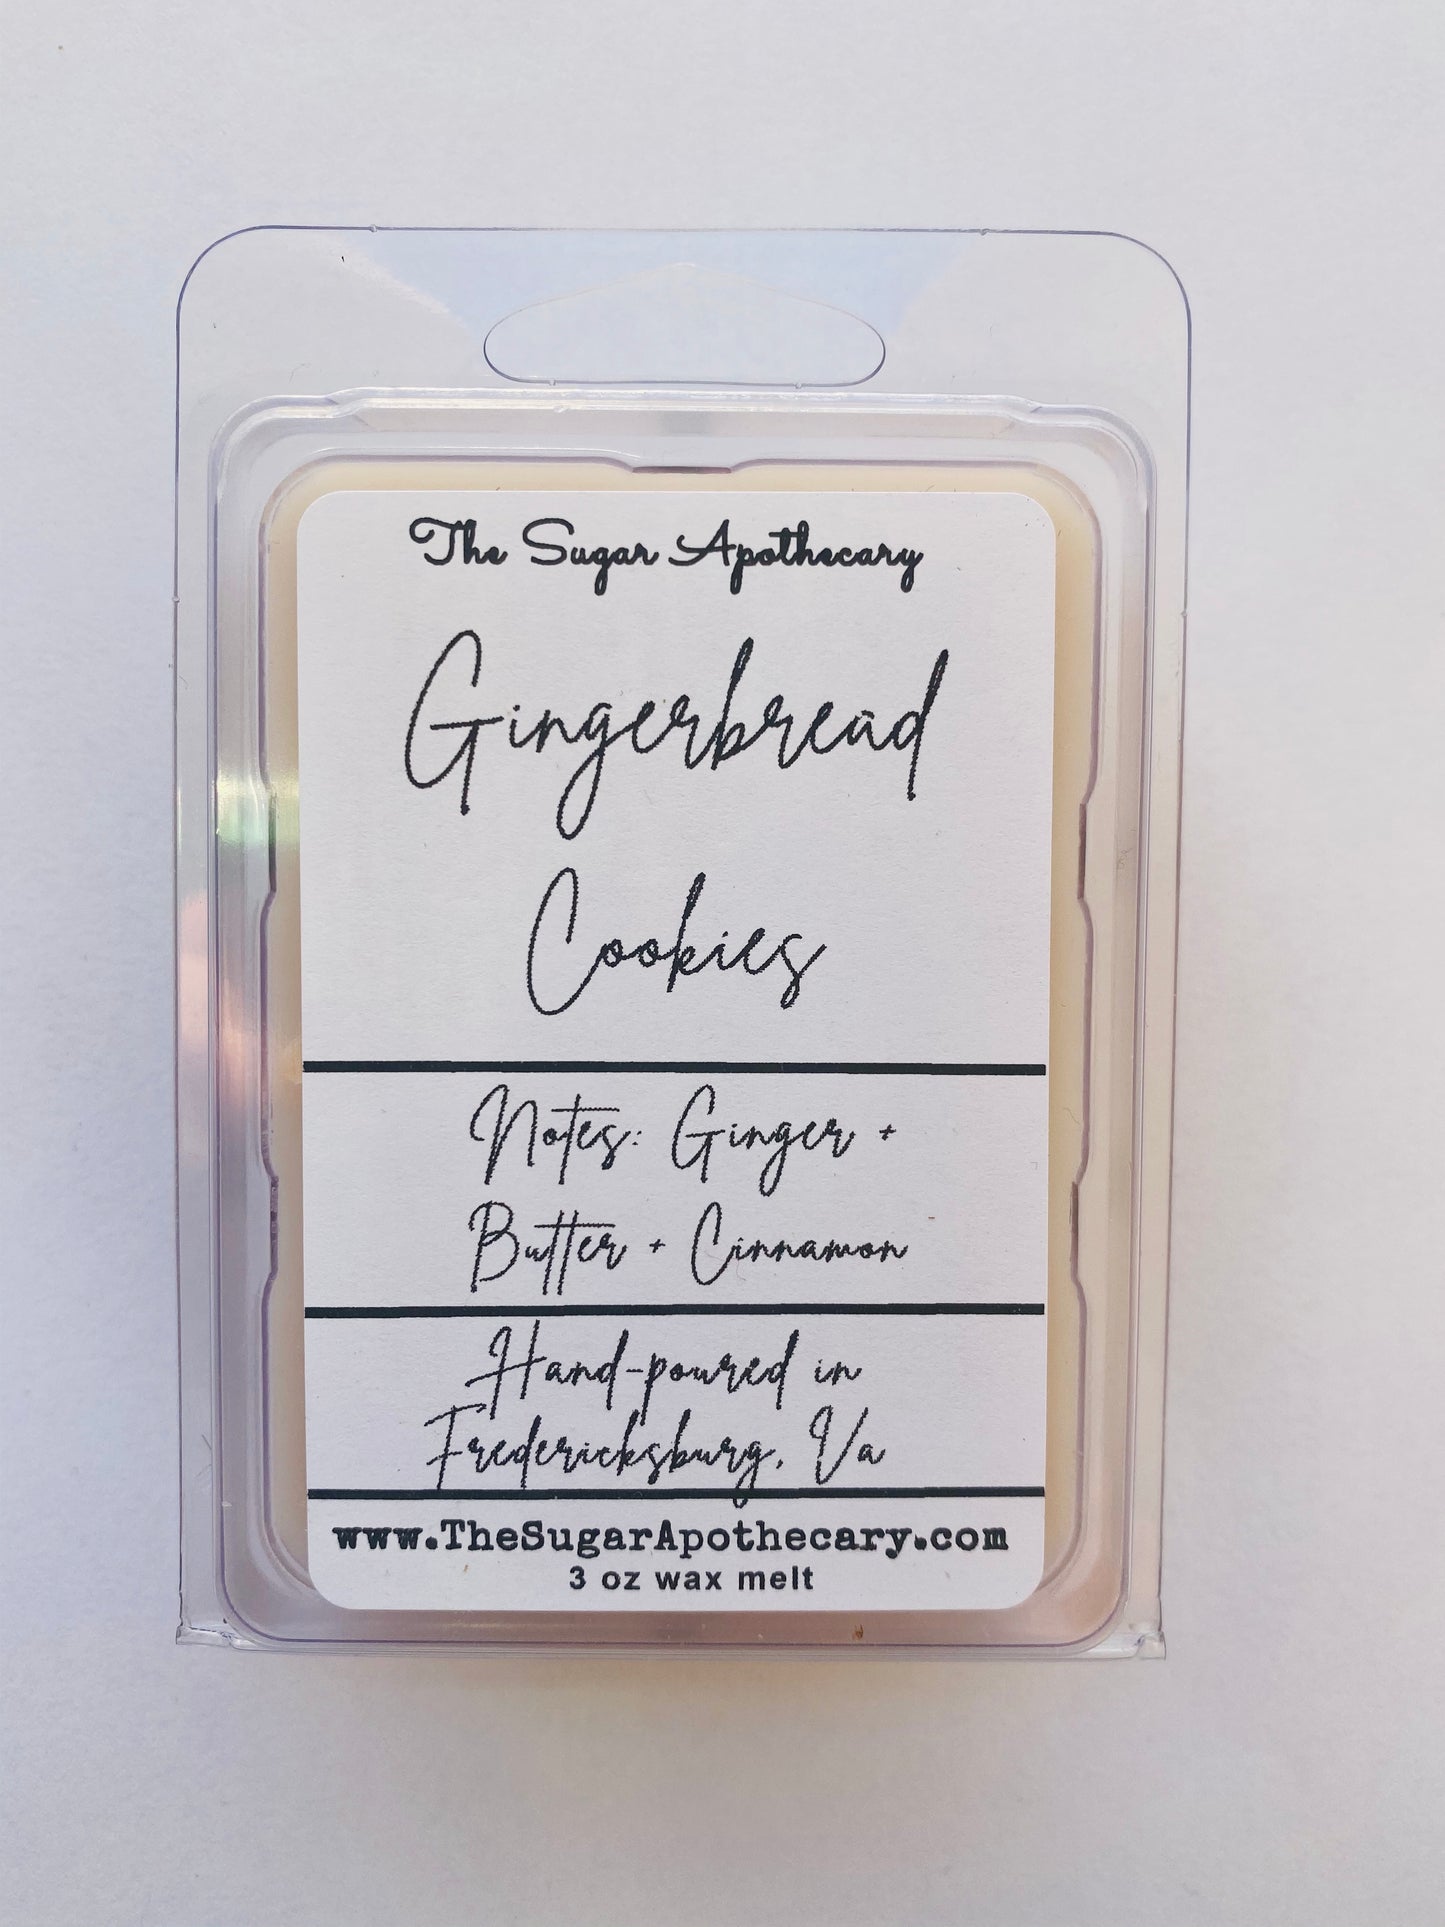 The Sugar Apothecary
Gingerbread
Cookies
Notes: Ginger +
Butter + Cinnamon
Hand-poured in
Fredericksburg, Va
www.TheSugarApothecary.com
3 oz wax melt